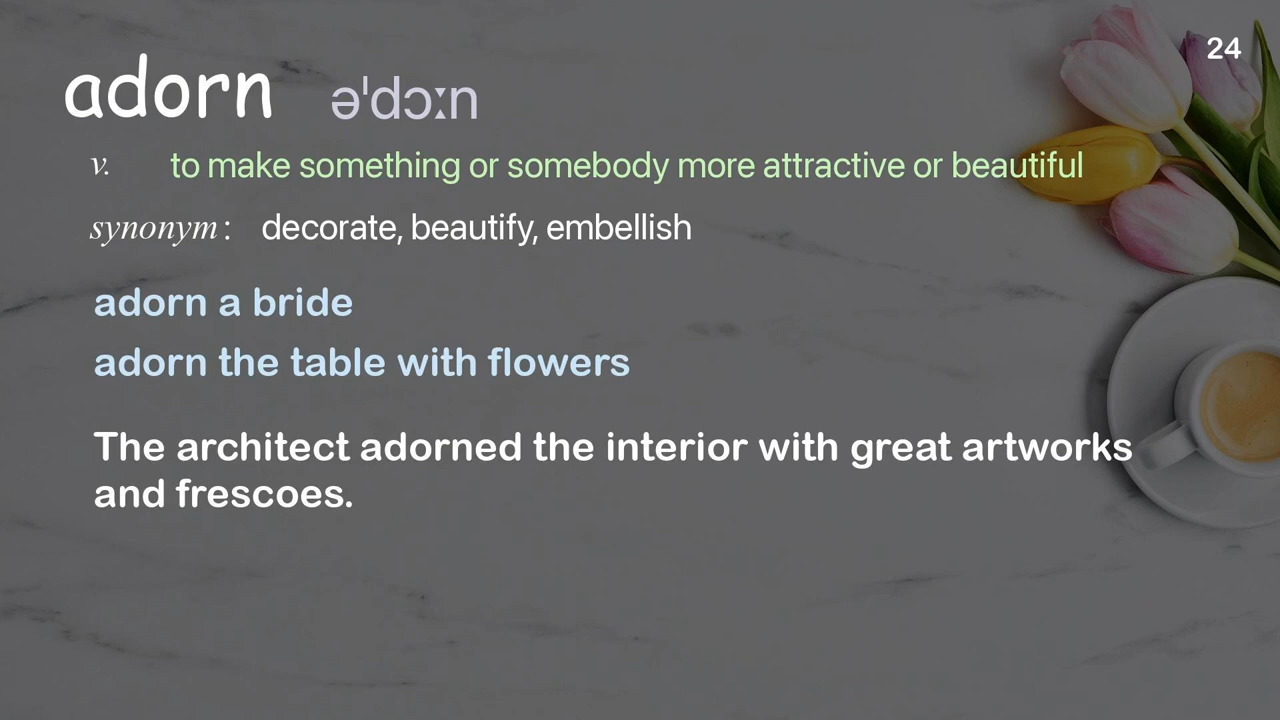 24
adorn əˈdɔːn
v. to make something or somebody more attractive or beautiful
synonym : decorate, beautify, embellish
adorn a bride
adorn the table with flowers
The architect adorned the interior with great artworks
and frescoes.